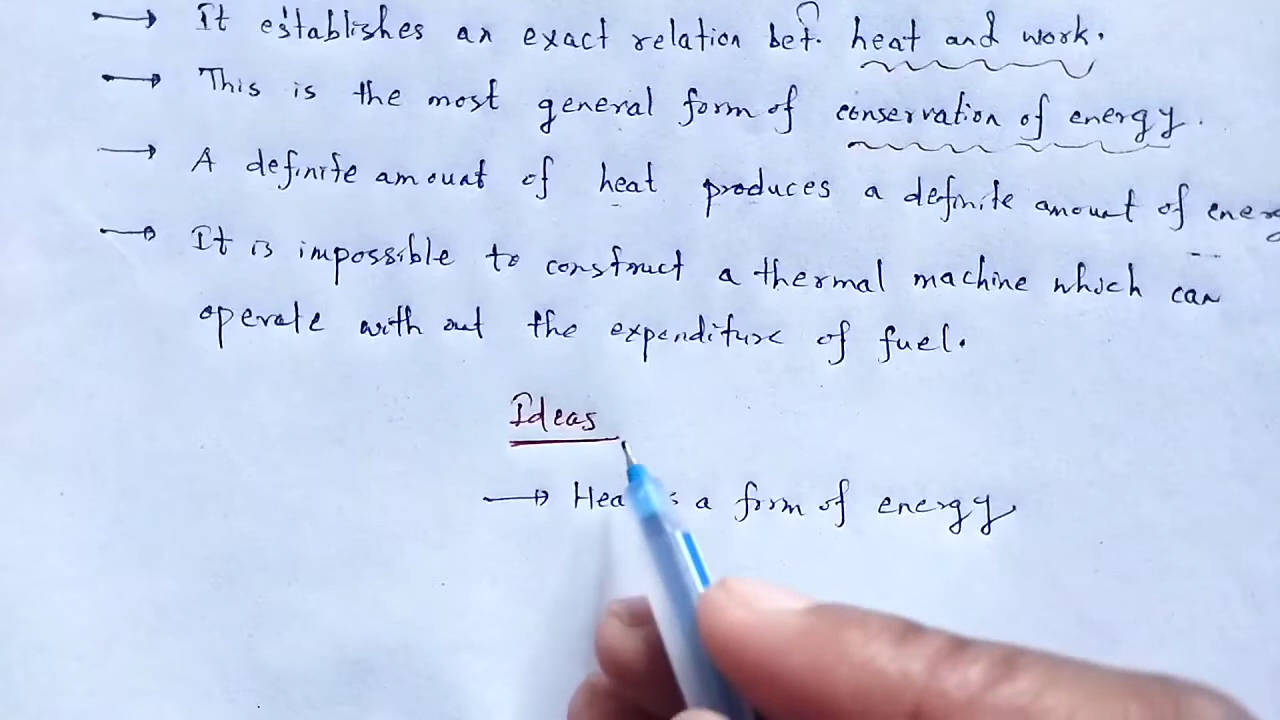 → It establishes an exact relation bet. heat and work.
→ This is the most general form of conservation of energy.
→ A definite amount of heat produces a definite amount of
→ It is impossible to construct a thermal machine which can
operate with out the expenditure of fuel.
Ideas
→ a form of energy